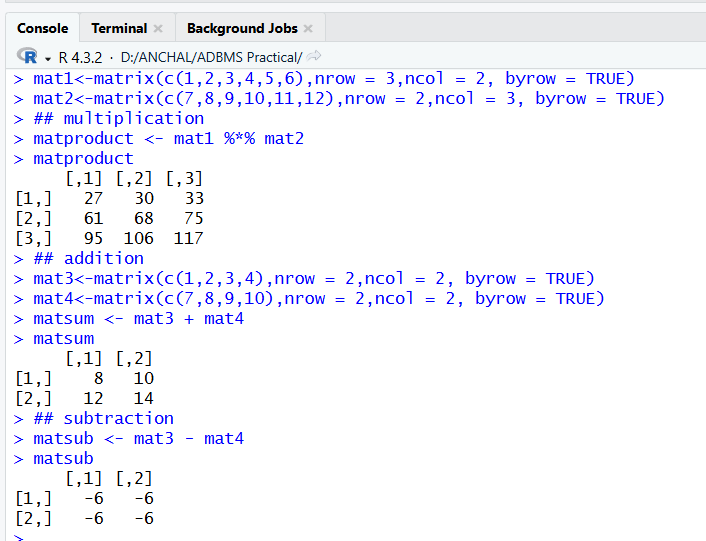 Console Terminal Background Jobs
R R 4.3.2 · D:/ANCHAL/ADBMS Practical/
> mat1<-matrix(c(1,2,3,4,5,6),nrow = 3,ncol = 2, byrow = TRUE)
> mat2<-matrix(c(7,8,9,10,11,12),nrow = 2,ncol = 3, byrow = TRUE)
> ## multiplication
> matproduct <- mat1 %*% mat2
> matproduct
     [,1] [,2] [,3]
[1,]   27   30   33
[2,]   61   68   75
[3,]   95  106  117
> ## addition
> mat3<-matrix(c(1,2,3,4),nrow = 2,ncol = 2, byrow = TRUE)
> mat4<-matrix(c(7,8,9,10),nrow = 2,ncol = 2, byrow = TRUE)
> matsum <- mat3 + mat4
> matsum
     [,1] [,2]
[1,]    8   10
[2,]   12   14
> ## subtraction
> matsub <- mat3 - mat4
> matsub
     [,1] [,2]
[1,]   -6   -6
[2,]   -6   -6
>